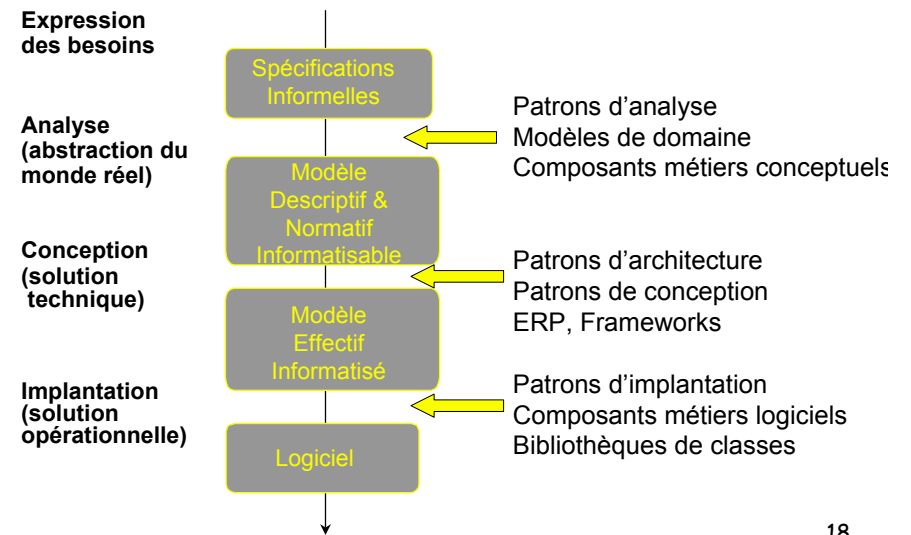 Expression
des besoins
Spécifications
Informelles
Analyse
(abstraction du
monde réel)
Patrons d'analyse
Modèles de domaine
Composants métiers conceptuels
Modèle
Descriptif &
Normatif
Informatisable
Conception
(solution
technique)
Patrons d'architecture
Patrons de conception
ERP, Frameworks
Modèle
Effectif
Informatisé
Implantation
(solution
opérationnelle)
Patrons d'implantation
Composants métiers logiciels
Bibliothèques de classes
Logiciel
18